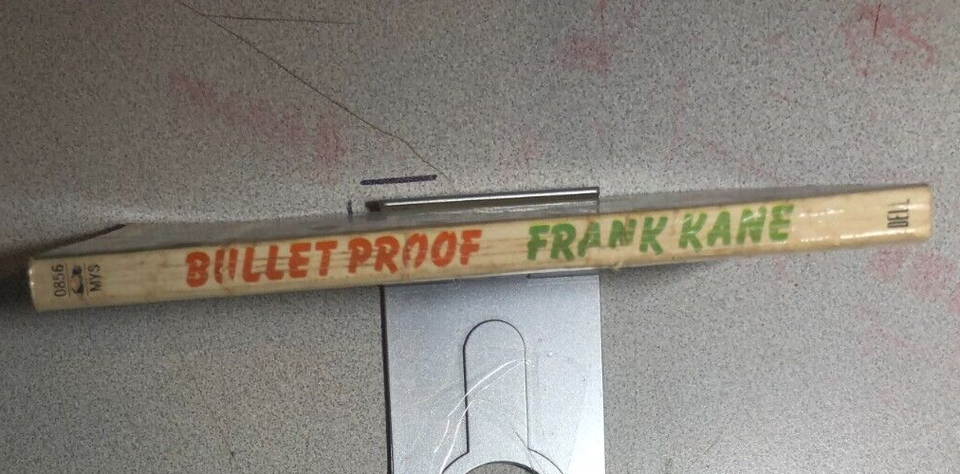 0856
MYS
BULLET PROOF
FRANK KANE
DELL